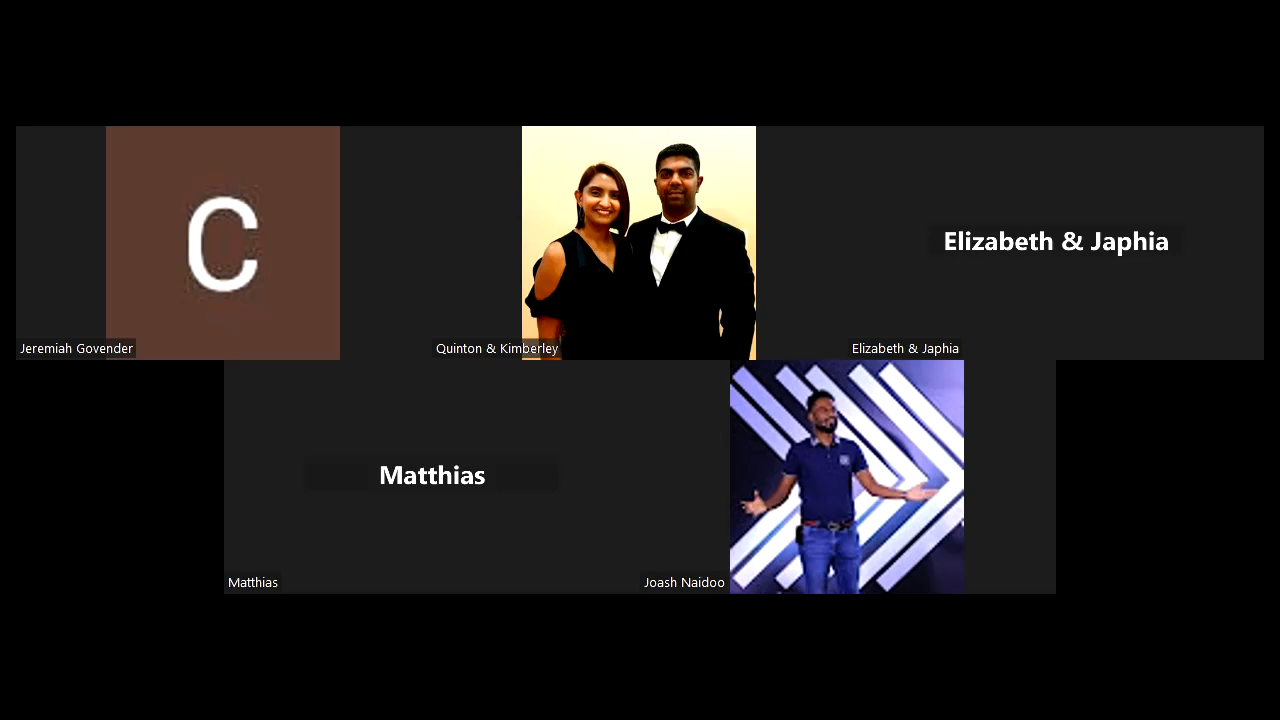 C
Jeremiah Govender
Quinton & Kimberley
Elizabeth & Japhia
Elizabeth & Japhia
Matthias
Matthias
Joash Naidoo